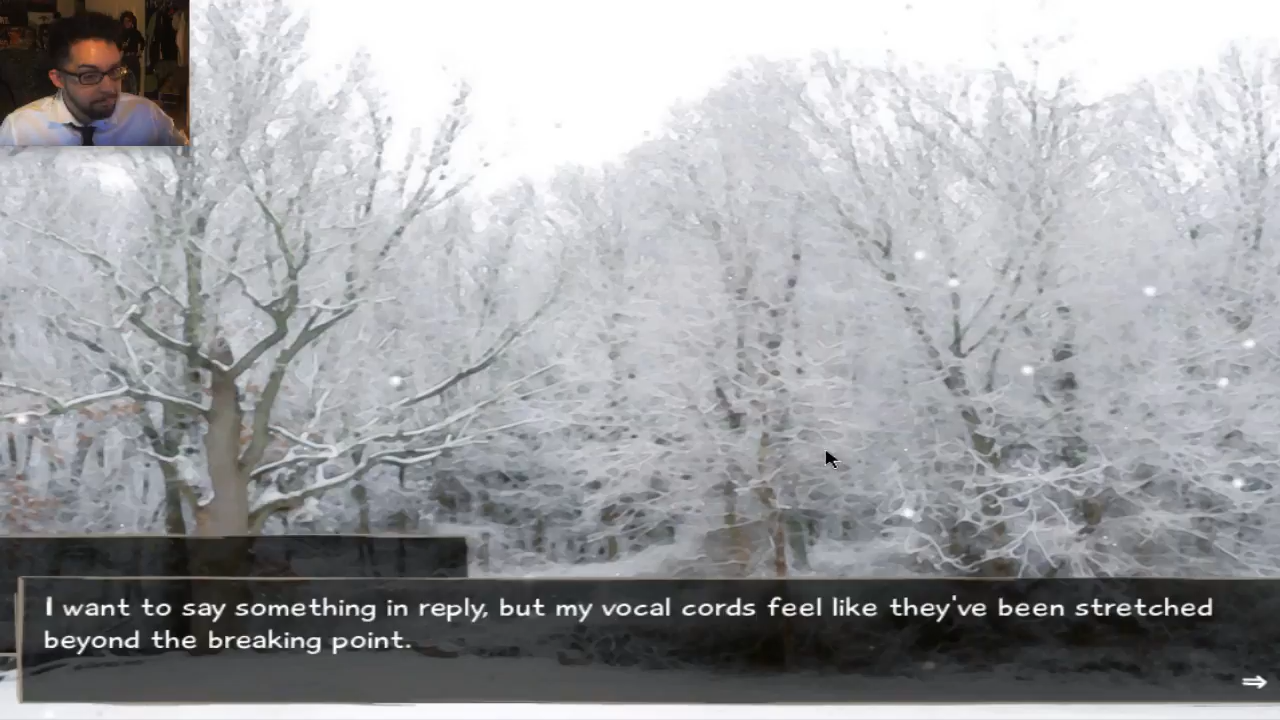 I want to say something in reply, but my vocal cords feel like they've been stretched
beyond the breaking point.